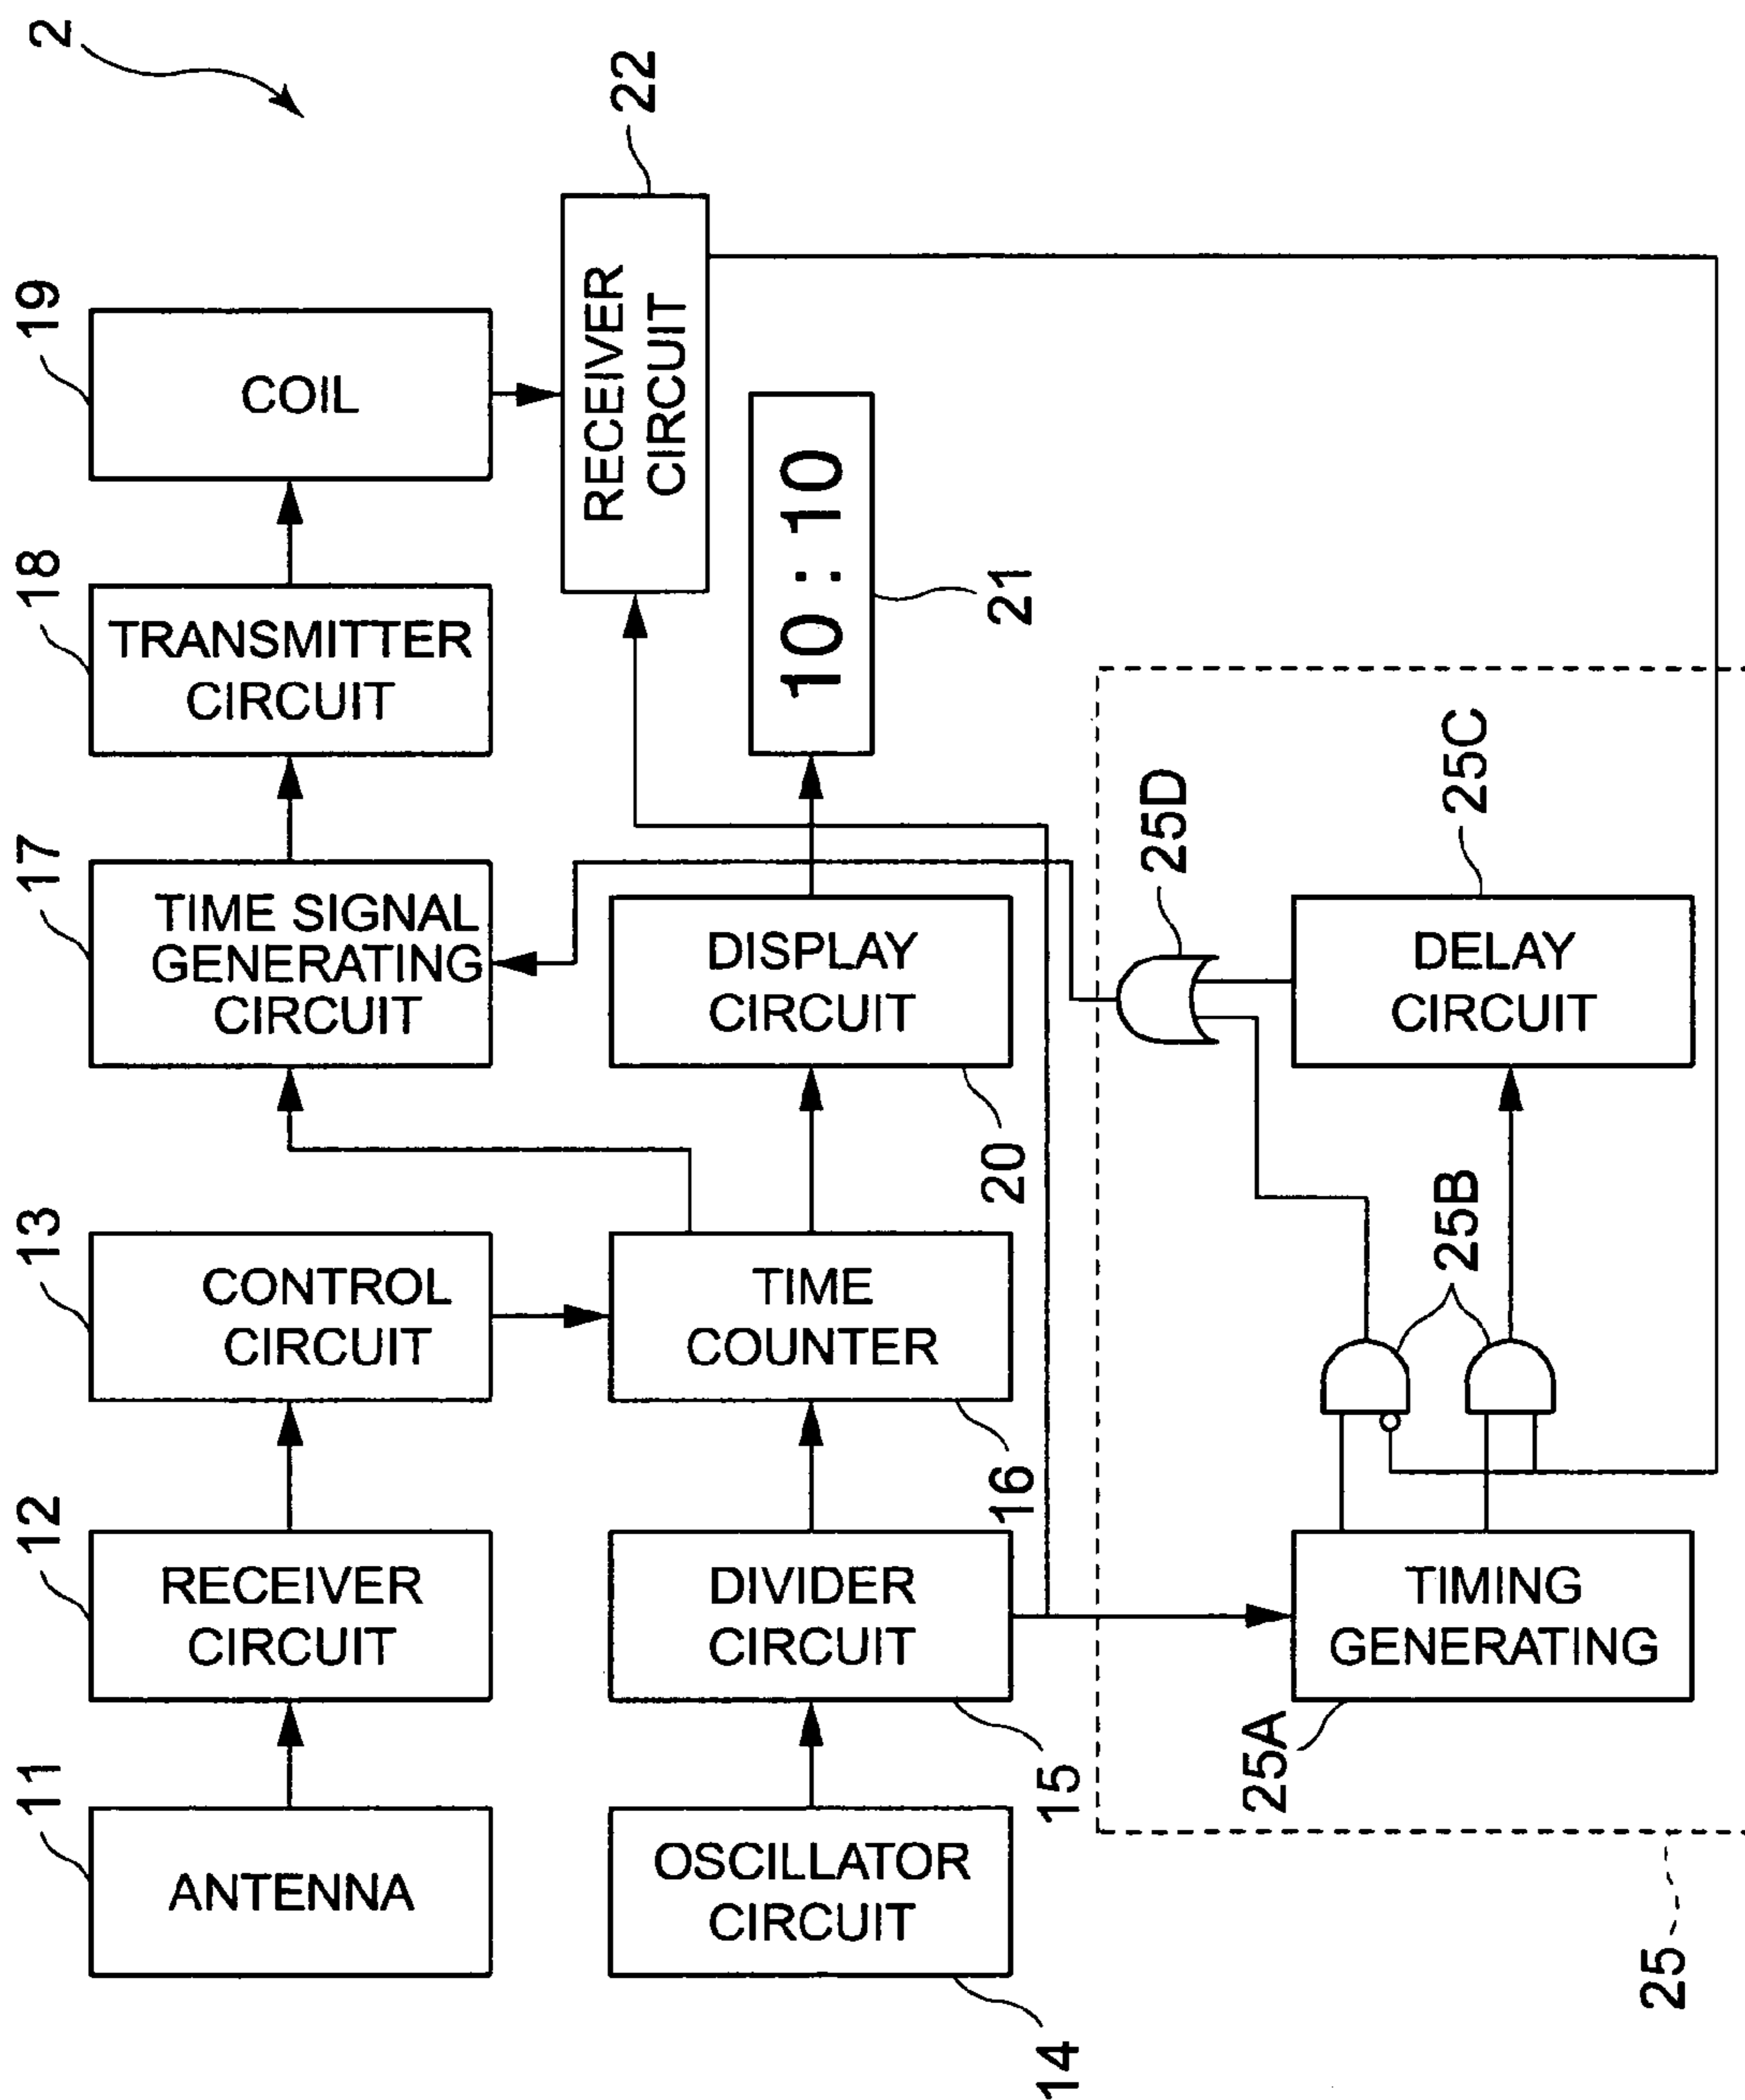 2
11
12
13
17
18
19
ANTENNA
RECEIVER
CIRCUIT
CONTROL
CIRCUIT
TIME SIGNAL
GENERATING
CIRCUIT
TRANSMITTER
CIRCUIT
COIL
22
RECEIVER
CIRCUIT
OSCILLATOR
CIRCUIT
DIVIDER
CIRCUIT
TIME
COUNTER
DISPLAY
CIRCUIT
10 : 10
14
15
16
20
21
25D
25A
25B
25C
TIMING
GENERATING
DELAY
CIRCUIT
25